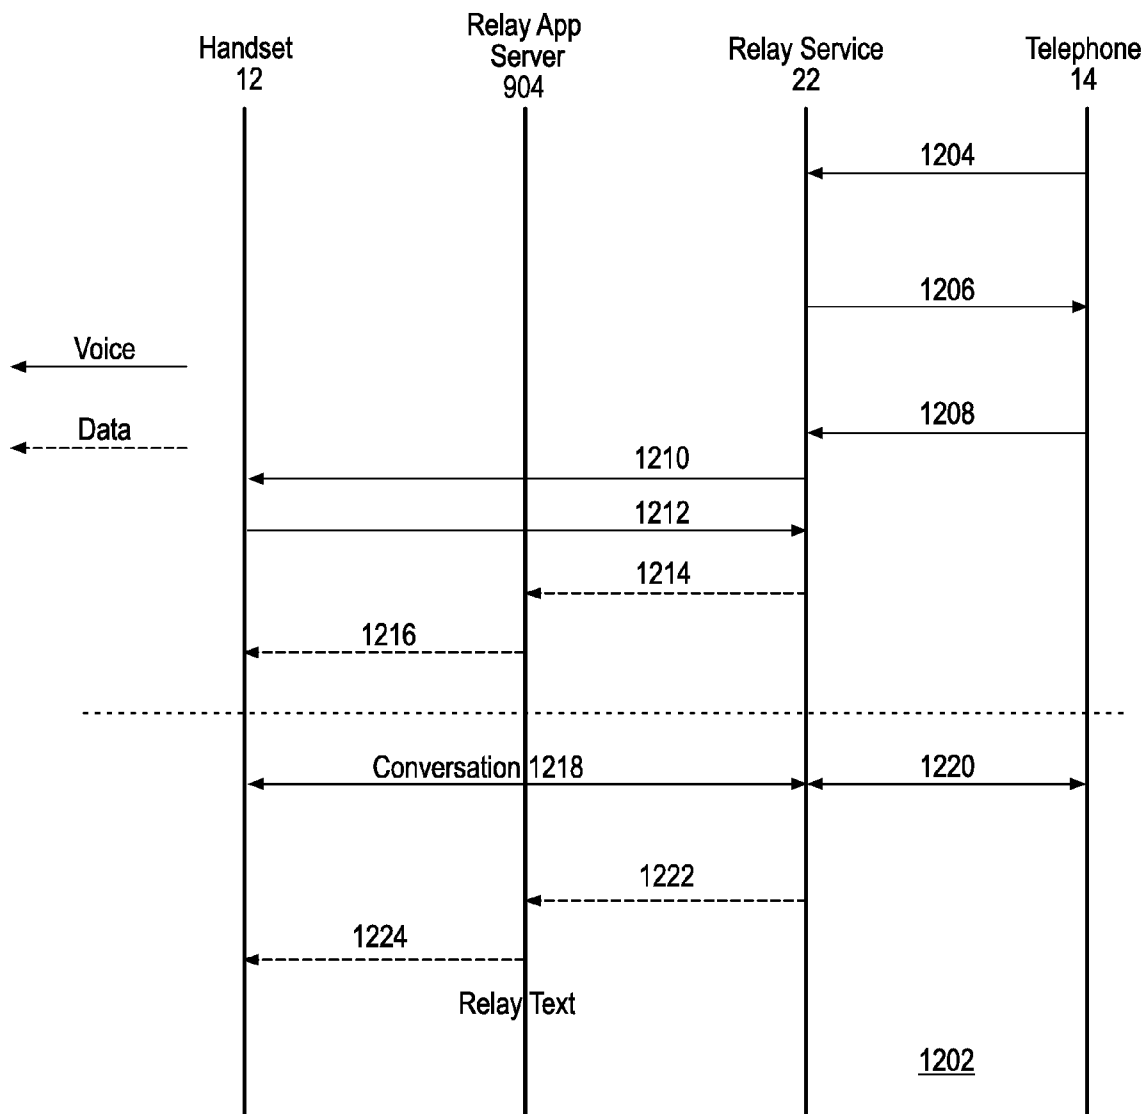 Handset
12
Relay App
Server
904
Relay Service
22
Telephone
14
1204
1206
Voice
1208
Data
1210
1212
1214
1216
Conversation 1218
1220
1222
1224
Relay Text
1202